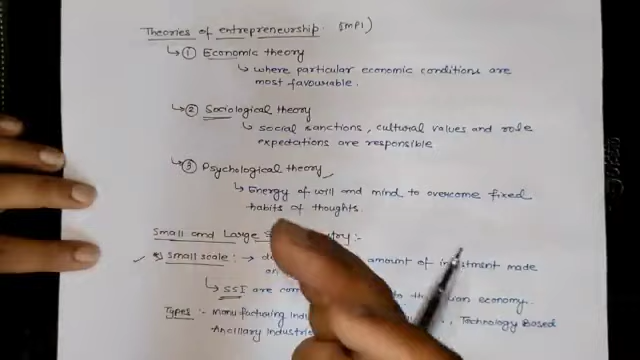 Theories of entrepreneurship. (IMP1)
① Economic theory
where particular economic conditions are
most favourable.
② Sociological theory
social sanctions, cultural values and role
expectations are responsible
③ Psychological theory
Energy of will and mind to overcome fixed
habits of thoughts.
Small and Large :-
Small scale : → amount of investment made
SSI are economy.
Types :- Technology Based
Ancillary